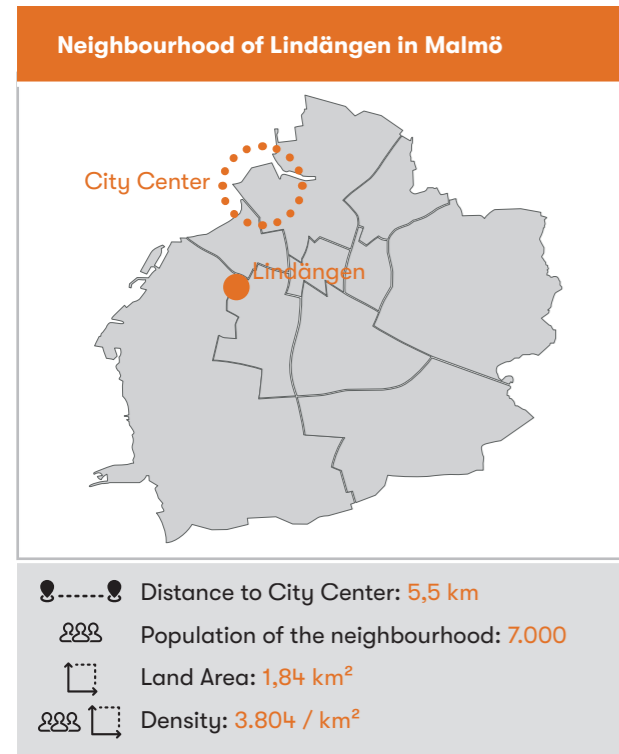 Neighbourhood of Lindängen in Malmö
City Center
Lindängen
Distance to City Center: 5,5 km
Population of the neighbourhood: 7.000
Land Area: 1,84 km²
Density: 3.804 / km²